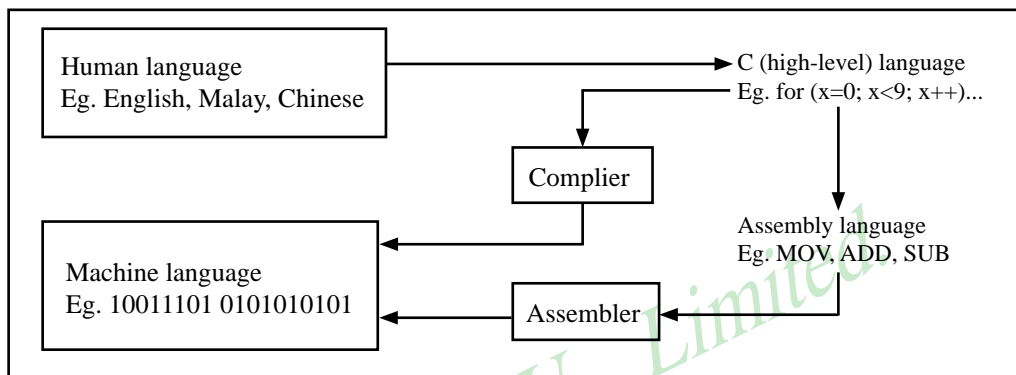 Human language
Eg. English, Malay, Chinese
C (high-level) language
Eg. for (x=0; x<9; x++)...
Complier
Assembly language
Eg. MOV, ADD, SUB
Machine language
Eg. 10011101 0101010101
Assembler
Limited.